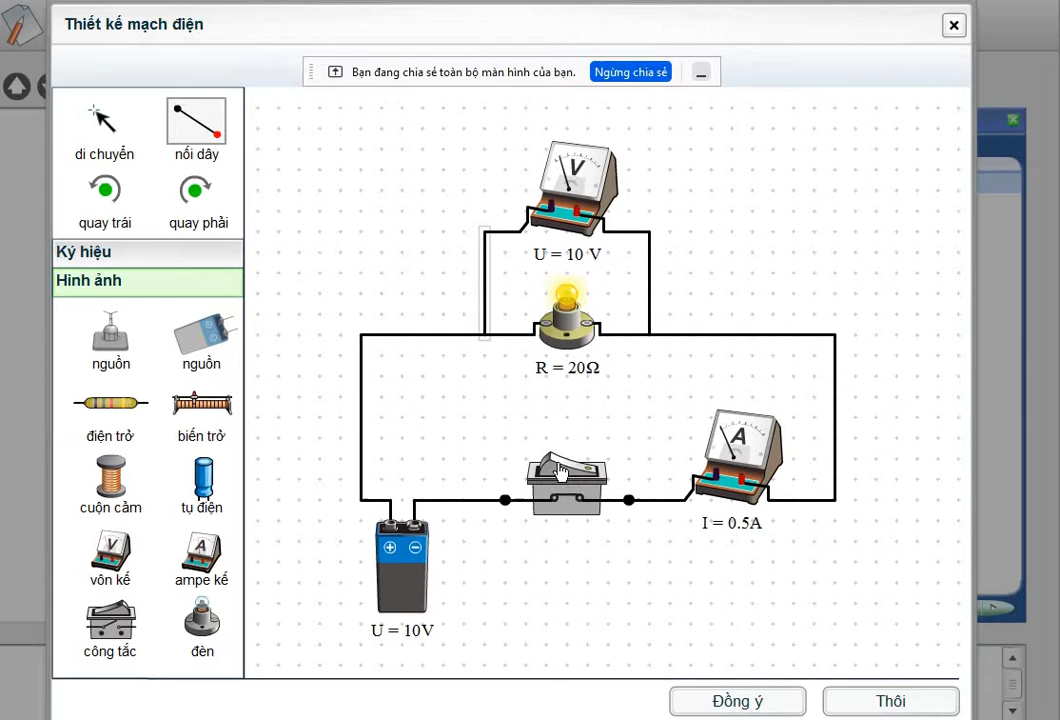 Thiết kế mạch điện
Bạn đang chia sẻ toàn bộ màn hình của bạn.
Ngừng chia sẻ
di chuyển
nối dây
quay trái
quay phải
Ký hiệu
Hình ảnh
nguồn
nguồn
điện trở
biến trở
cuộn cảm
tụ điện
V
A
vôn kế
ampe kế
công tắc
đèn
V
U = 10 V
R = 20Ω
A
I = 0.5A
U = 10V
Đồng ý
Thôi